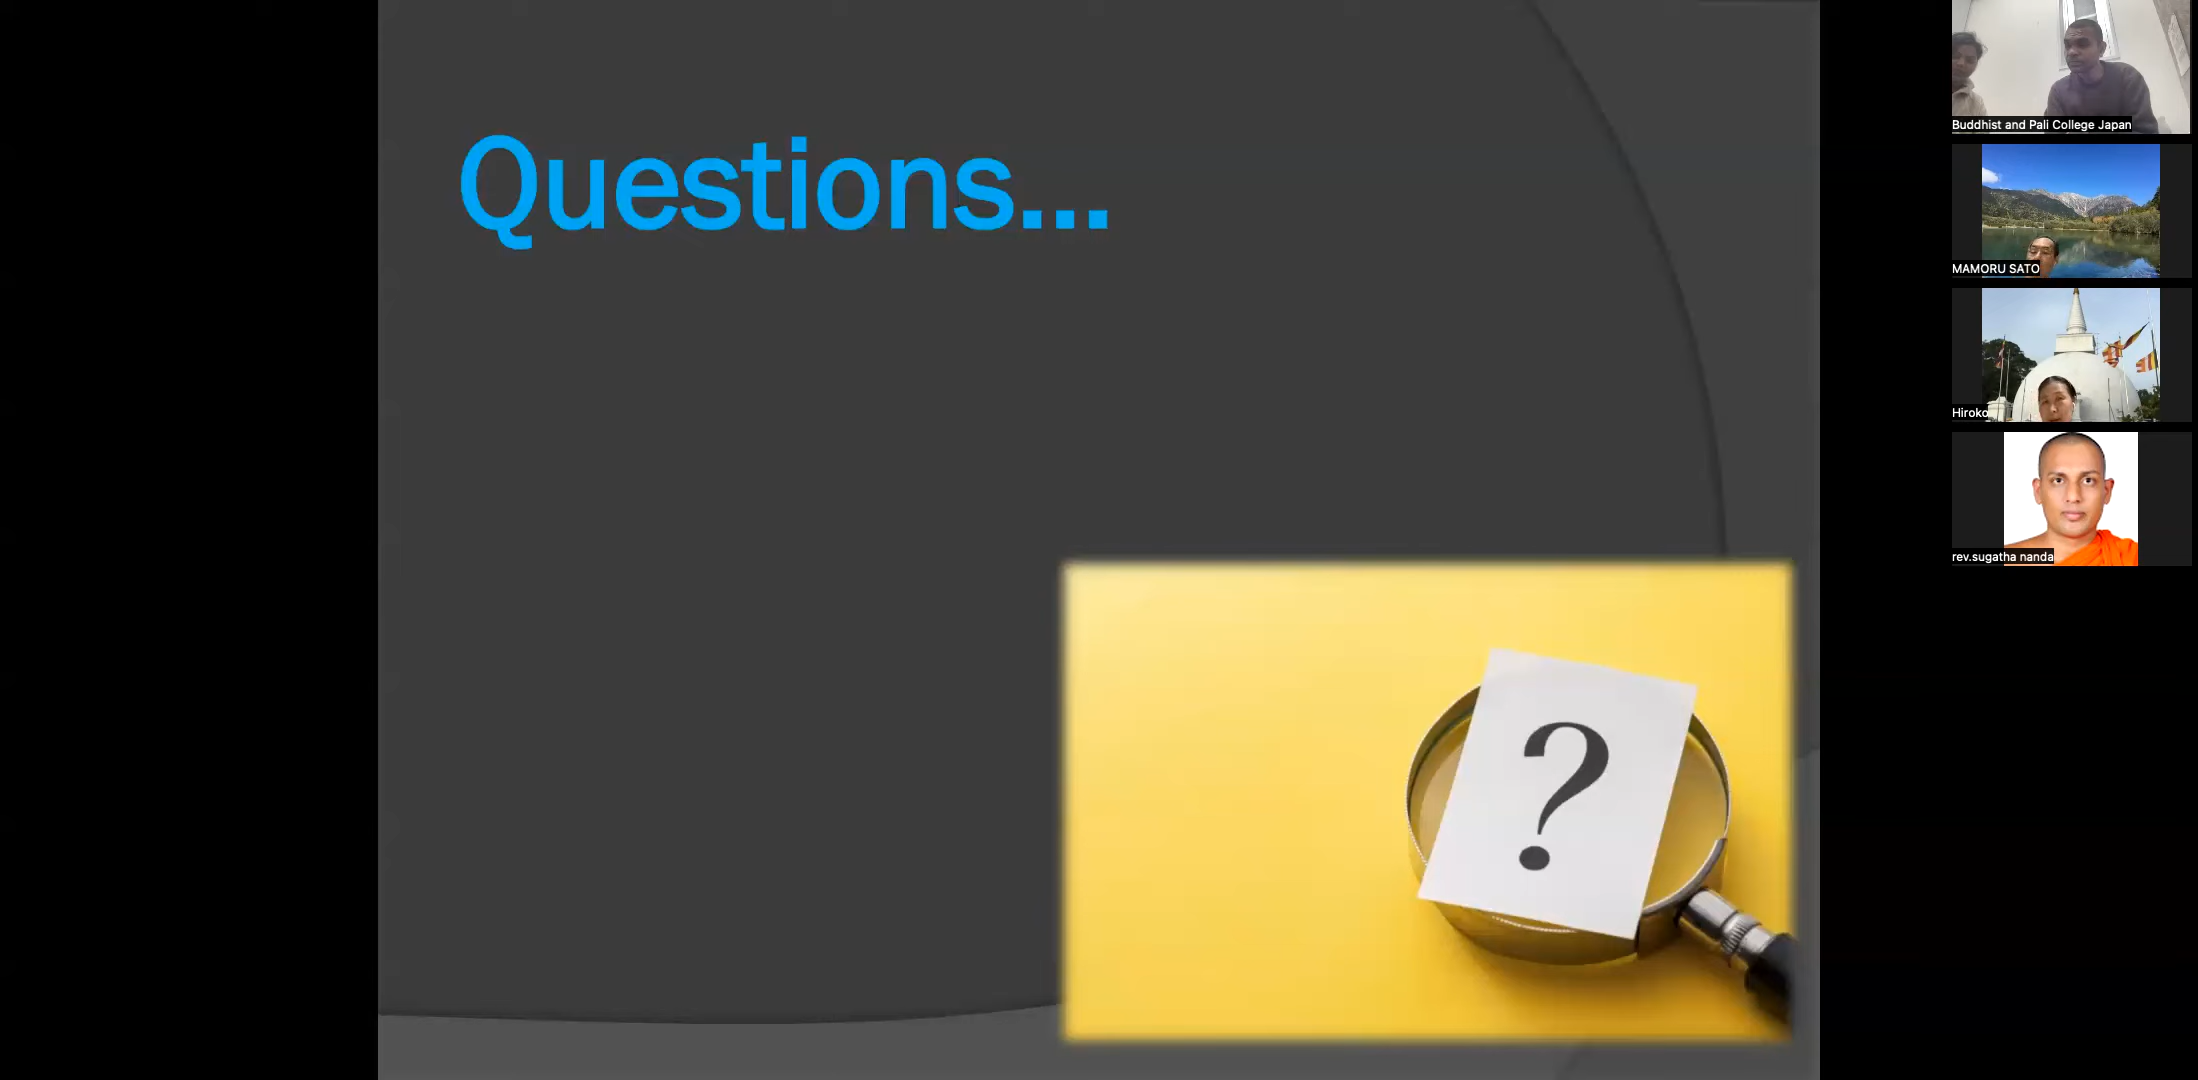 Questions...
?
Buddhist and Pali College Japan
MAMORU SATO
Hiroko
rev.sugatha nanda